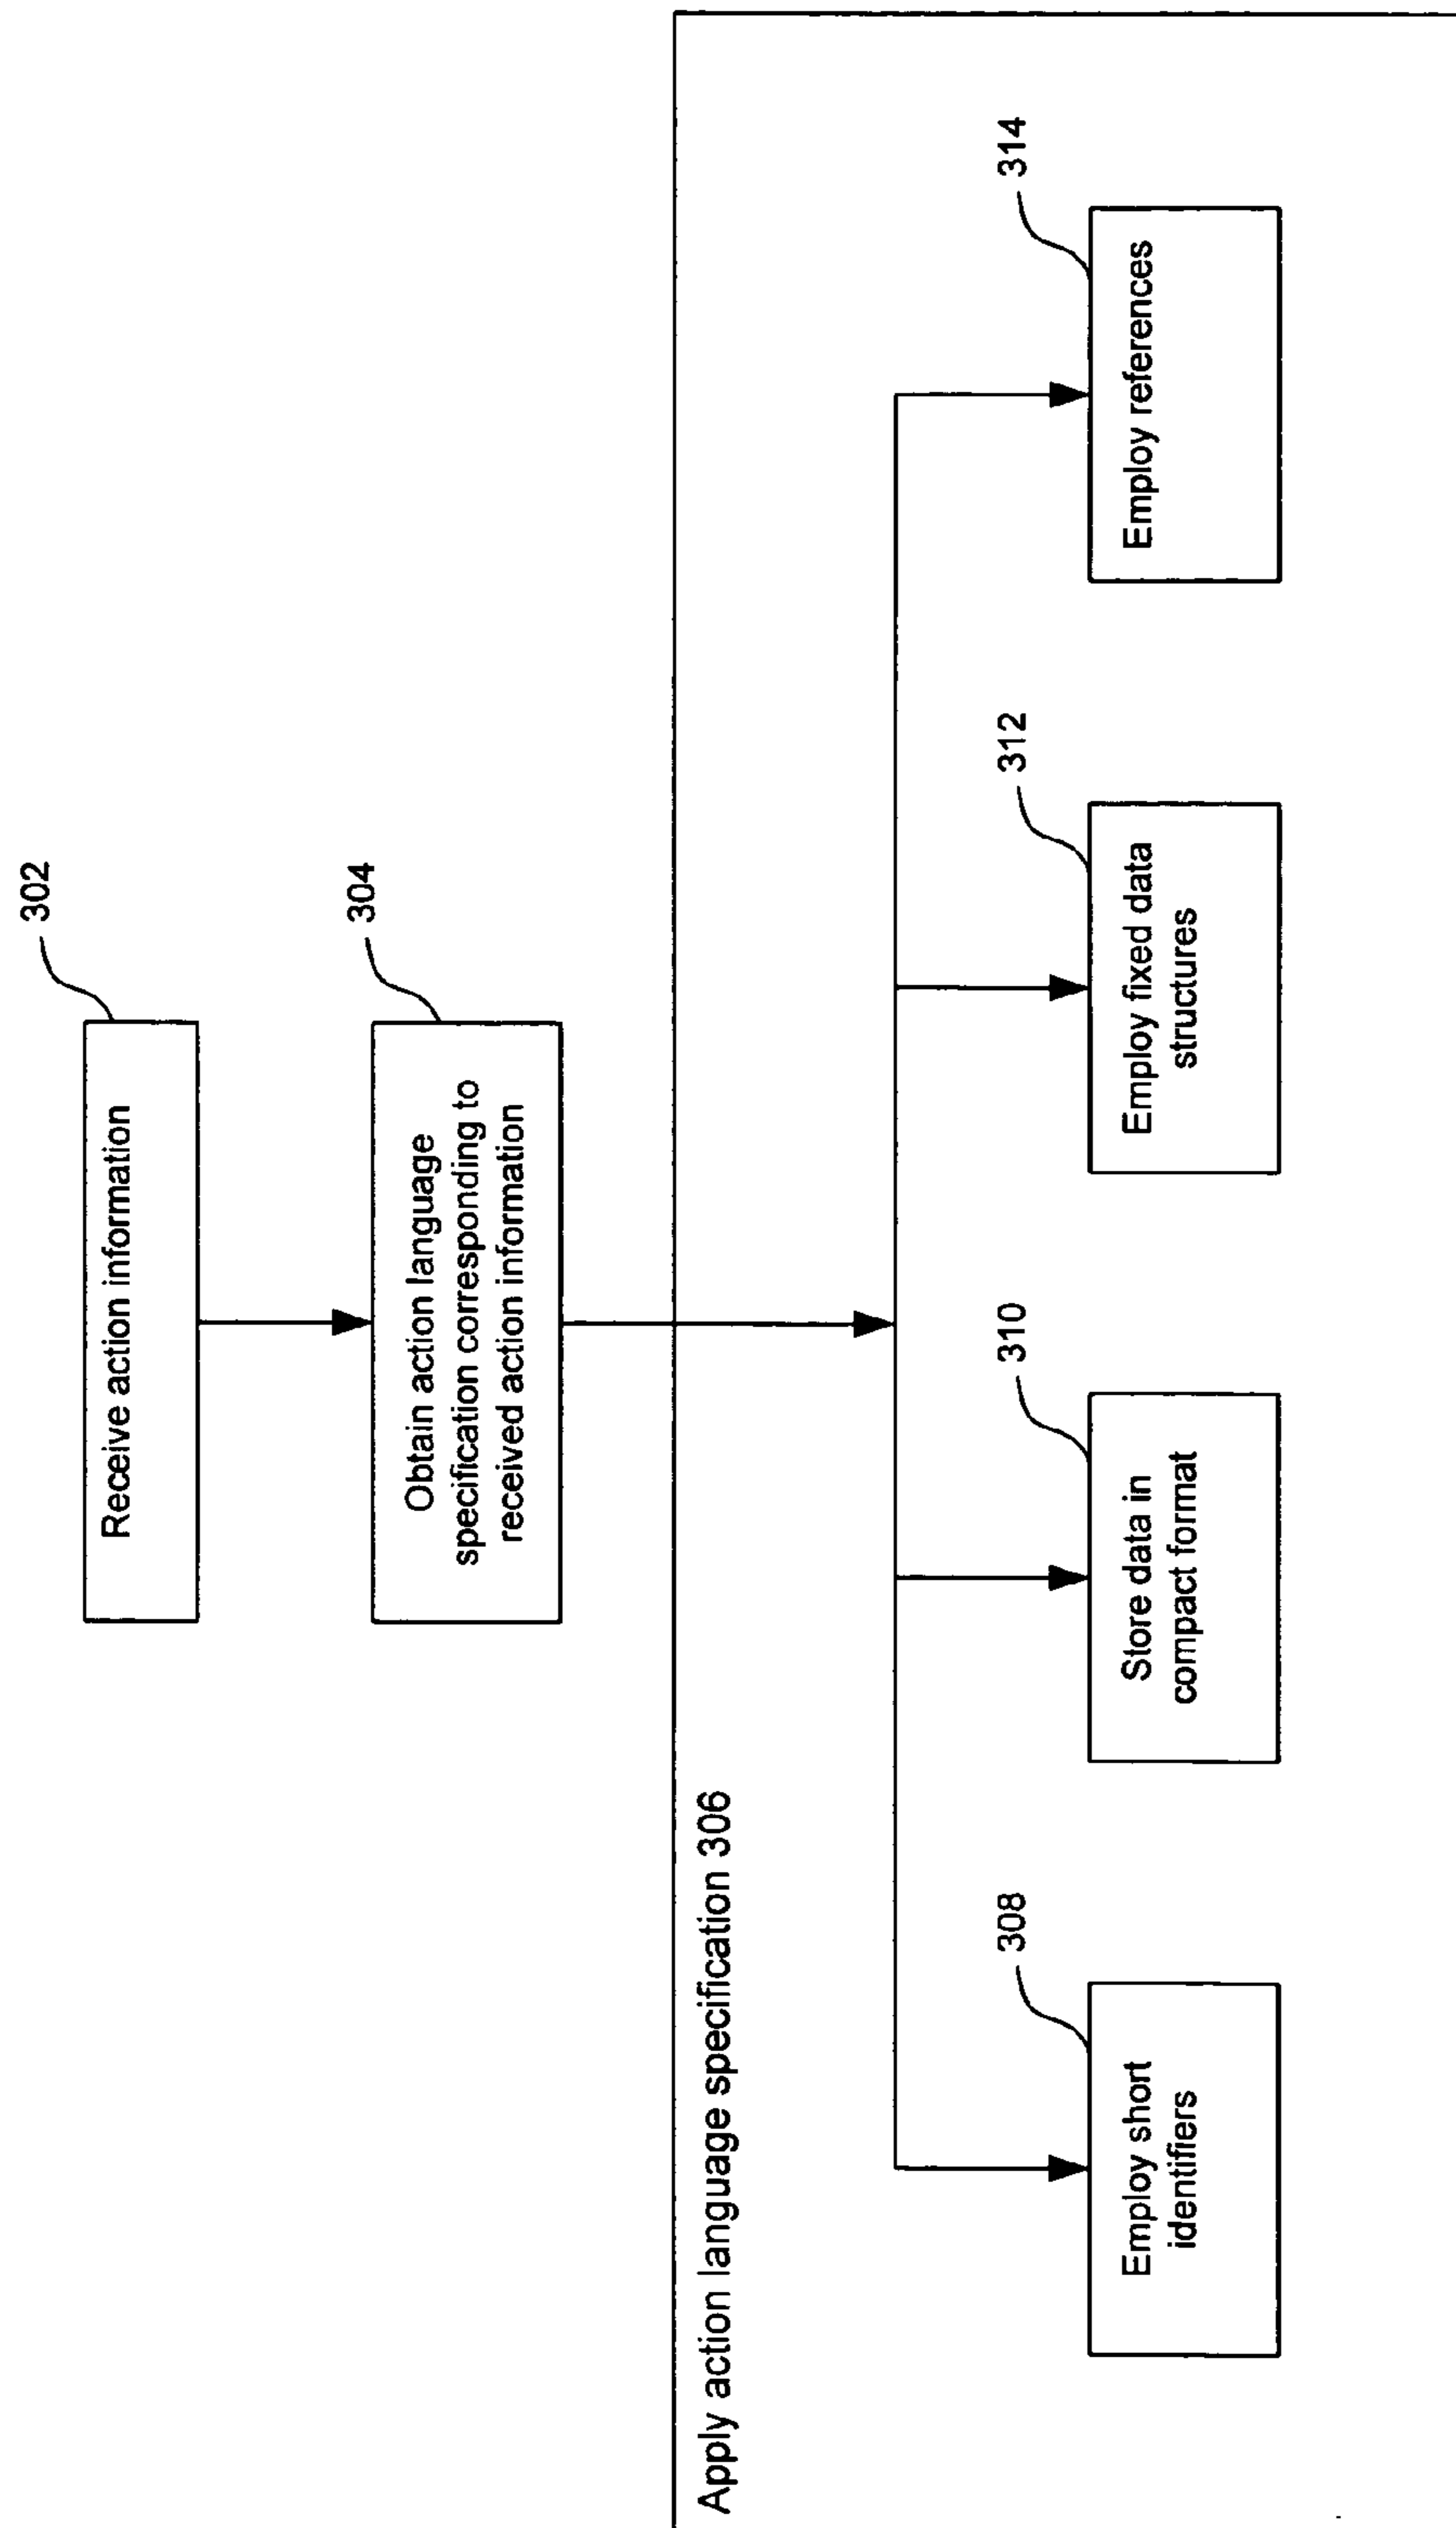 302
Receive action information
304
Obtain action language
specification corresponding to
received action information
Apply action language specification 306
308
Employ short
identifiers
310
Store data in
compact format
312
Employ fixed data
structures
314
Employ references